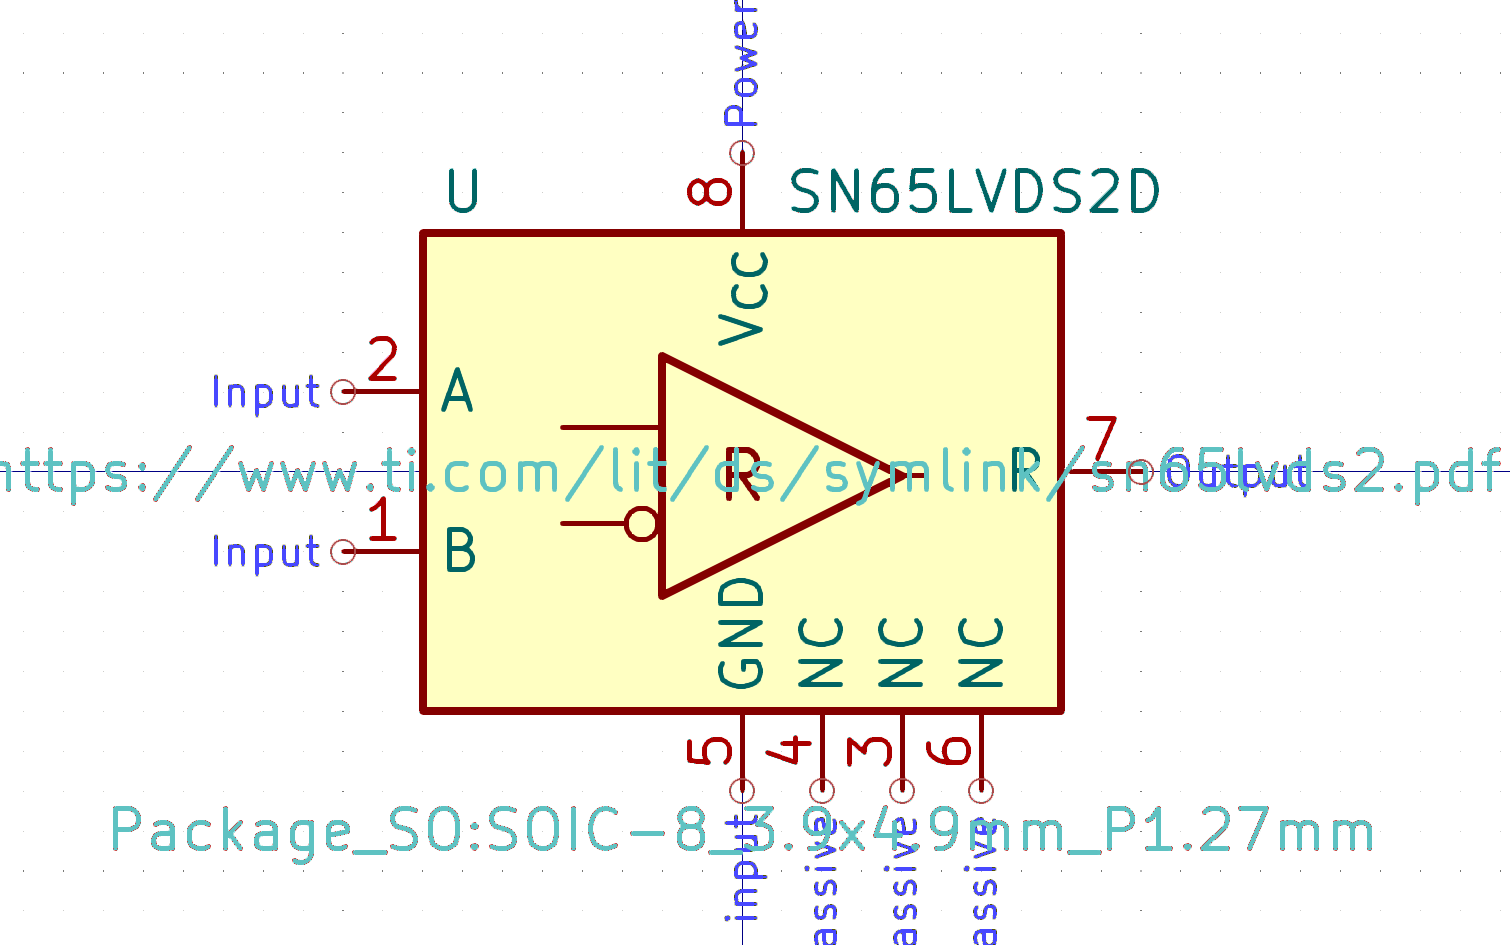 Power
8
U
SN65LVDS2D
Vcc
2
Input
A
7
https://www.ti.com/lit/ds/symlink/sn65lvds2.pdf
R
R
Output
1
Input
B
GND
NC
NC
NC
5
4
3
6
Package_SO:SOIC-8_3.9x4.9mm_P1.27mm
input
assive
assive
assive